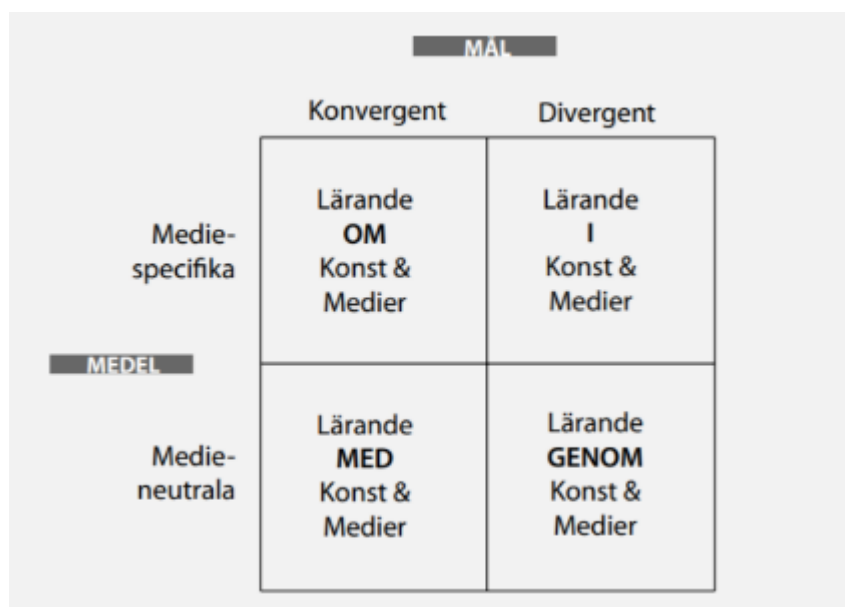 MÅL
Konvergent Divergent
Lärande
OM
Konst &
Medier
Lärande
I
Konst &
Medier
Medie-
specifika
MEDEL
Lärande
MED
Konst &
Medier
Lärande
GENOM
Konst &
Medier
Medie-
neutrala